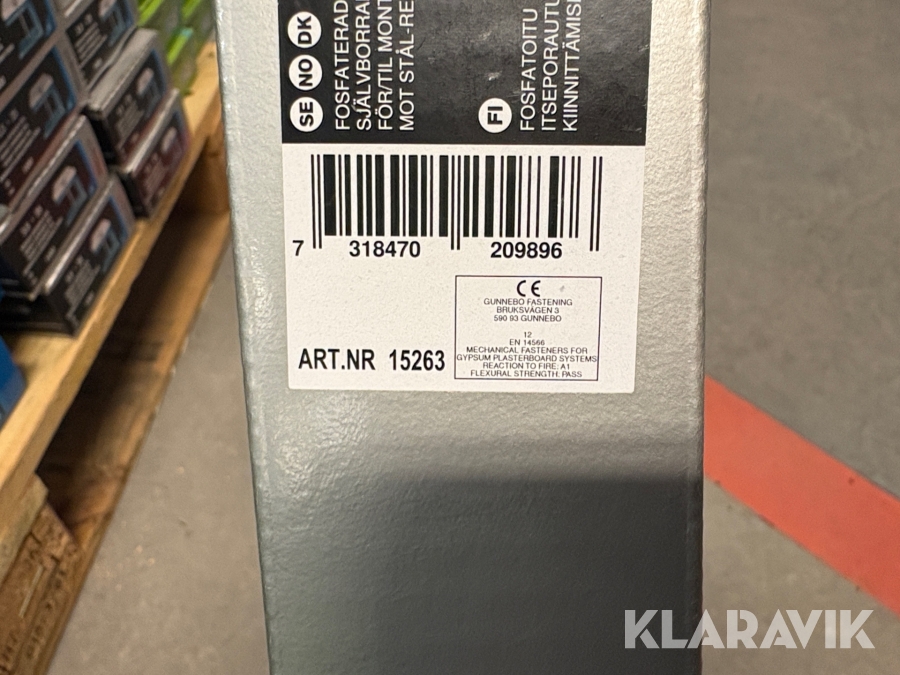 SE NO DK
FOSFATERAD
SJÄLVBORRA
FÖR/TIL MONT
MOT STÅL-RE
FI
FOSFATOITU
ITSEPORAUTU
KIINNITTÄMISE
7 318470 209896
CE
GUNNEBO FASTENING
BRUKSVÄGEN 3
590 93 GUNNEBO
12
EN 14566
MECHANICAL FASTENERS FOR
GYPSUM PLASTERBOARD SYSTEMS
REACTION TO FIRE: A1
FLEXURAL STRENGTH: PASS
ART.NR 15263
KLARAVIK